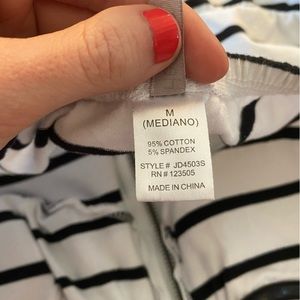 M
(MEDIANO)
95% COTTON
5% SPANDEX
STYLE # JD4503S
RN # 123505
MADE IN CHINA